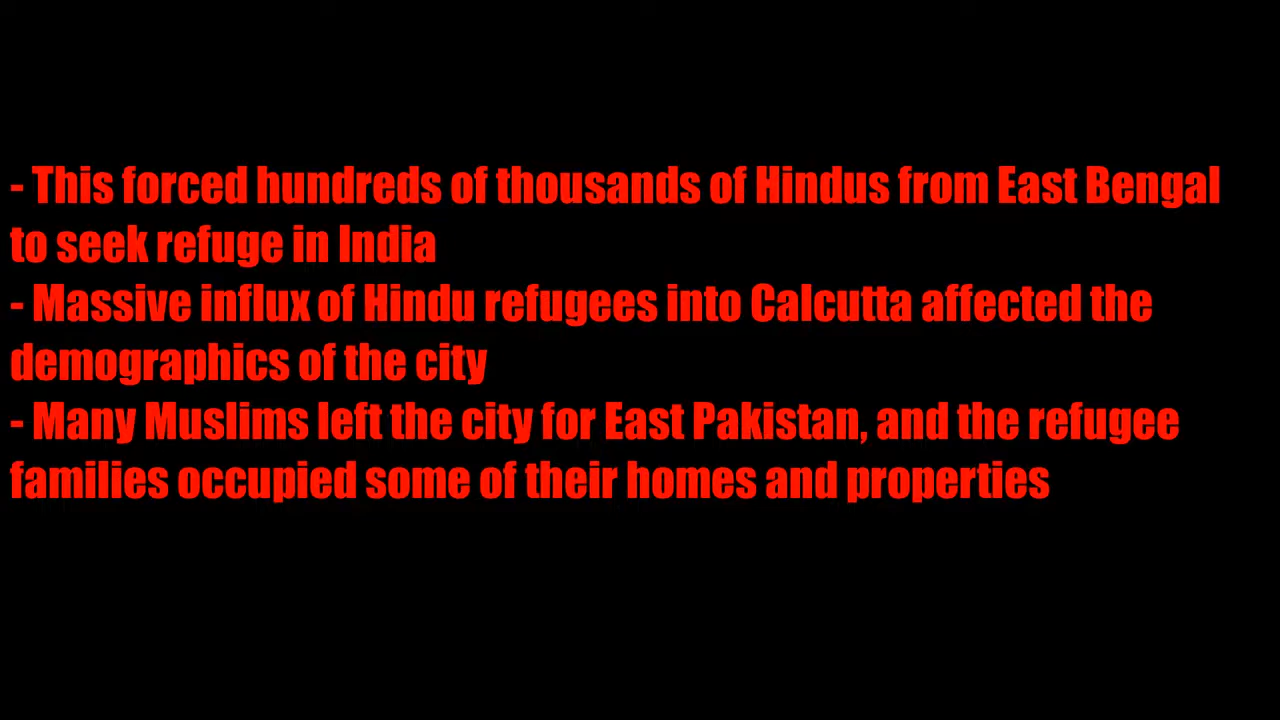 - This forced hundreds of thousands of Hindus from East Bengal
to seek refuge in India
- Massive influx of Hindu refugees into Calcutta affected the
demographics of the city
- Many Muslims left the city for East Pakistan, and the refugee
families occupied some of their homes and properties